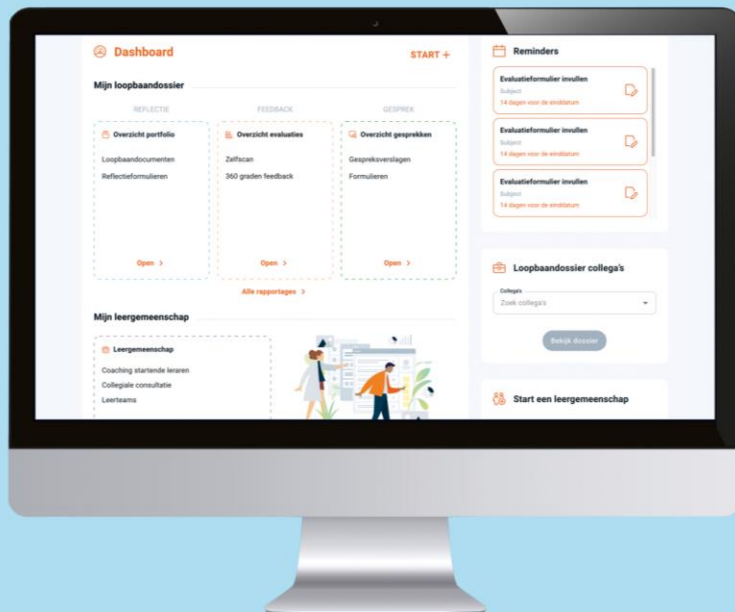 Dashboard
START +
Mijn loopbaandossier
REFLECTIE
FEEDBACK
GESPREK
Overzicht portfolio
Loopbaandocumenten
Reflectieformulieren
Open >
Overzicht evaluaties
Zelfscan
360 graden feedback
Open >
Overzicht gesprekken
Gespreksverslagen
Formulieren
Open >
Alle rapportages >
Mijn leergemeenschap
Leergemeenschap
Coaching startende leraren
Collegiale consultatie
Leerteams
Reminders
Evaluatieformulier invullen
Subject
14 dagen voor de einddatum
Evaluatieformulier invullen
Subject
14 dagen voor de einddatum
Evaluatieformulier invullen
Subject
14 dagen voor de einddatum
Loopbaandossier collega's
Collega's
Zoek collega's
Bekijk dossier
Start een leergemeenschap